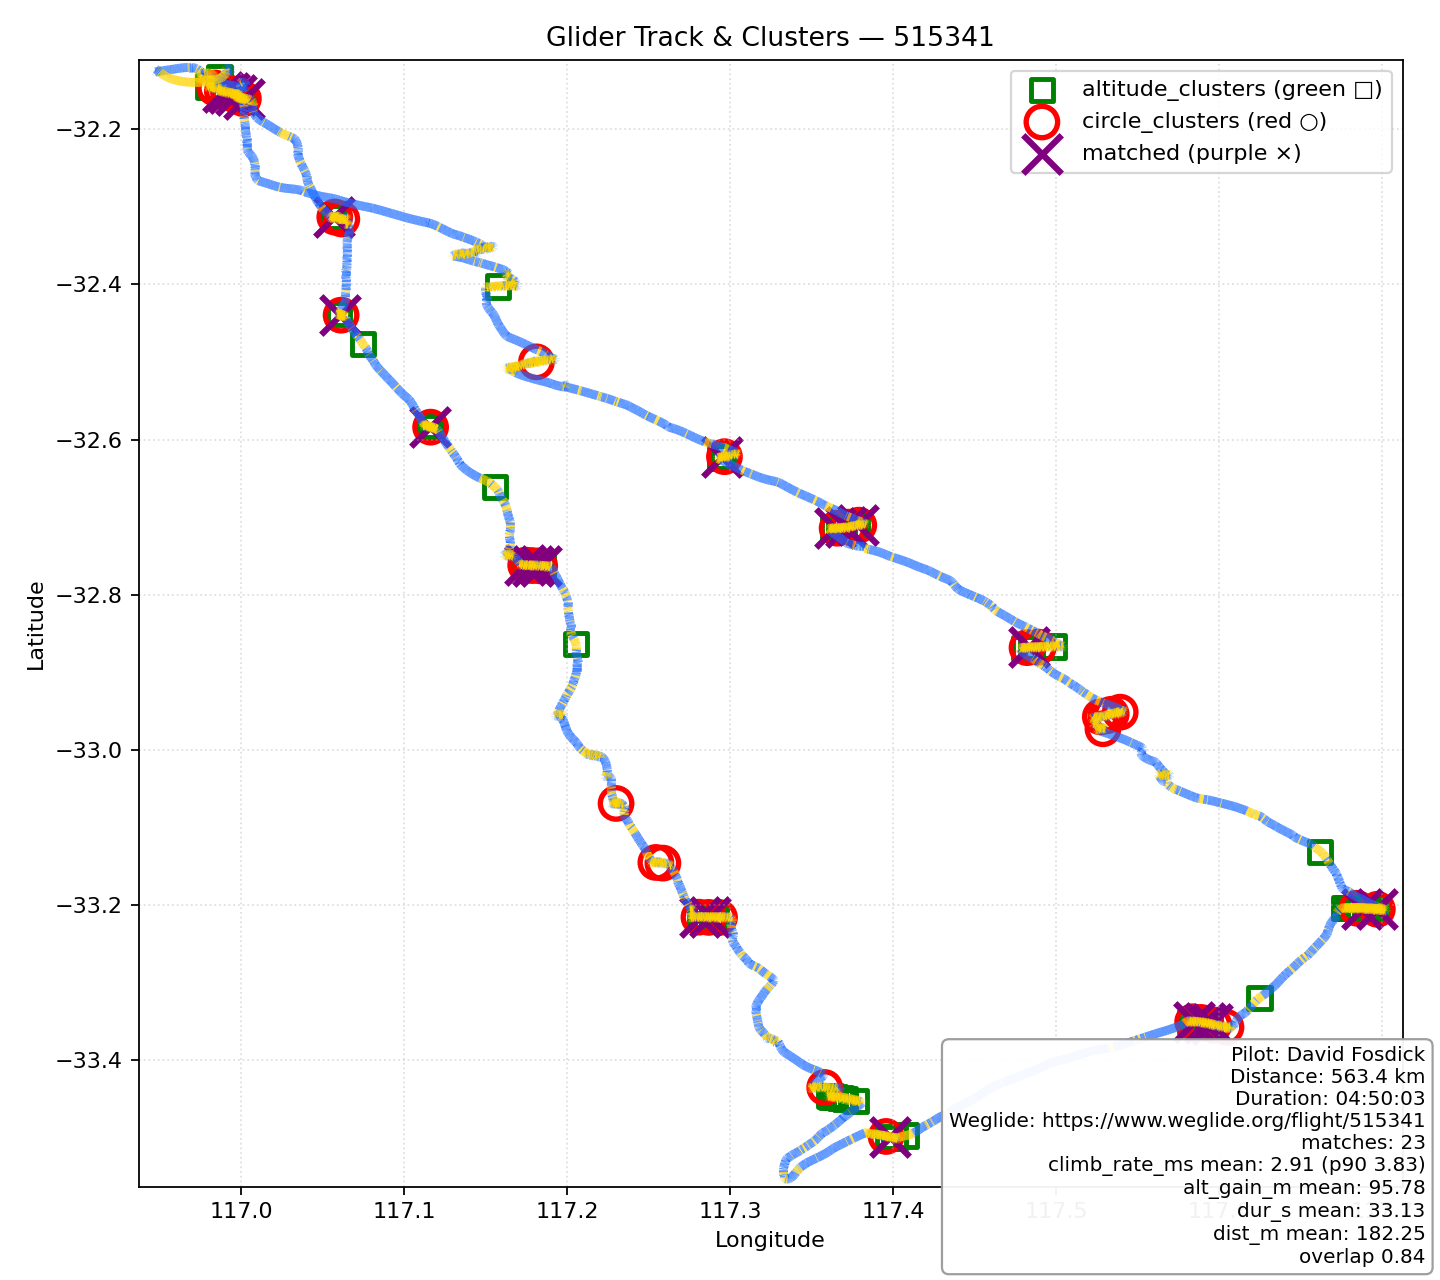 Glider Track & Clusters — 515341
altitude_clusters (green □)
circle_clusters (red ○)
matched (purple ×)
−32.2
−32.4
−32.6
−32.8
−33.0
−33.2
−33.4
Latitude
117.0
117.1
117.2
117.3
117.4
117.5
Longitude
Pilot: David Fosdick
Distance: 563.4 km
Duration: 04:50:03
Weglide: https://www.weglide.org/flight/515341
matches: 23
climb_rate_ms mean: 2.91 (p90 3.83)
alt_gain_m mean: 95.78
dur_s mean: 33.13
dist_m mean: 182.25
overlap 0.84